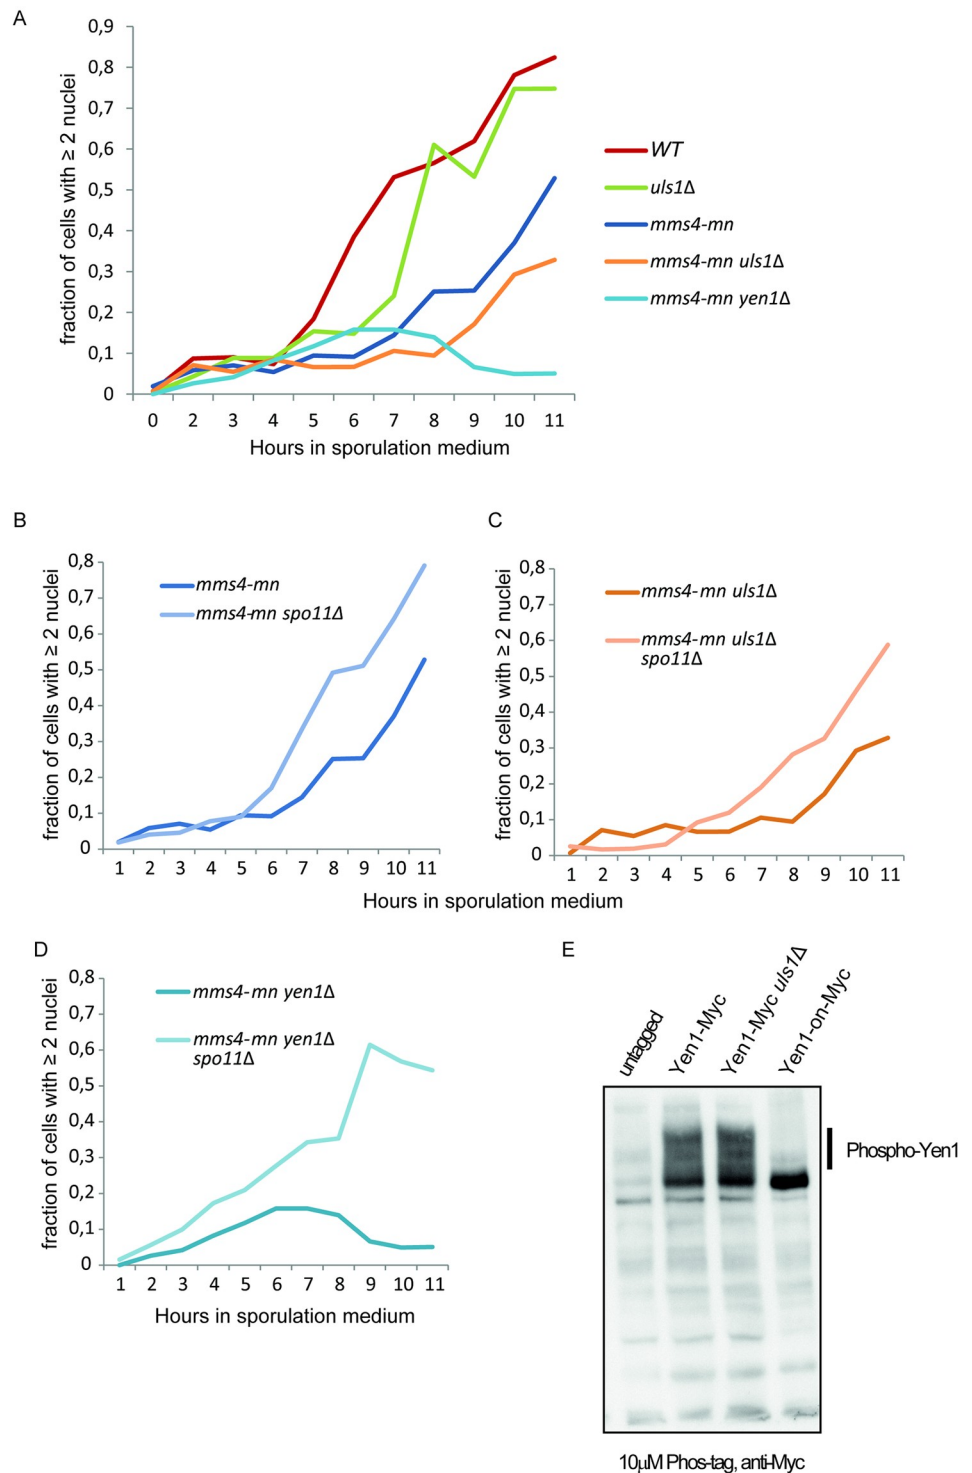 A
0,9
0,8
0,7
0,6
0,5
0,4
0,3
0,2
0,1
0
fraction of cells with ≥ 2 nuclei
0 2 3 4 5 6 7 8 9 10 11
Hours in sporulation medium
WT
uls1Δ
mms4-mn
mms4-mn uls1Δ
mms4-mn yen1Δ
B
0,8
0,7
0,6
0,5
0,4
0,3
0,2
0,1
0
fraction of cells with ≥ 2 nuclei
mms4-mn
mms4-mn spo11Δ
1 2 3 4 5 6 7 8 9 10 11
C
0,8
0,7
0,6
0,5
0,4
0,3
0,2
0,1
0
fraction of cells with ≥ 2 nuclei
mms4-mn uls1Δ
mms4-mn uls1Δ
spo11Δ
1 2 3 4 5 6 7 8 9 10 11
Hours in sporulation medium
D
0,8
0,7
0,6
0,5
0,4
0,3
0,2
0,1
0
fraction of cells with ≥ 2 nuclei
mms4-mn yen1Δ
mms4-mn yen1Δ
spo11Δ
1 2 3 4 5 6 7 8 9 10 11
Hours in sporulation medium
E
untagged
Yen1-Myc
Yen1-Myc uls1Δ
Yen1-on-Myc
Phospho-Yen1
10μM Phos-tag, anti-Myc